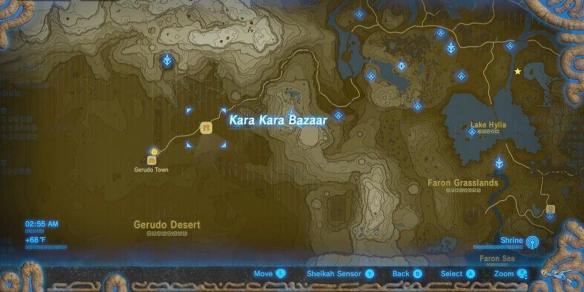 Kara Kara Bazaar
Lake Hylia
Gerudo Town
Faron Grasslands
Gerudo Desert
02:55 AM
+68°F
Shrine
Faron Sea
Move
Sheikah Sensor Y
Back B
Select A
Zoom